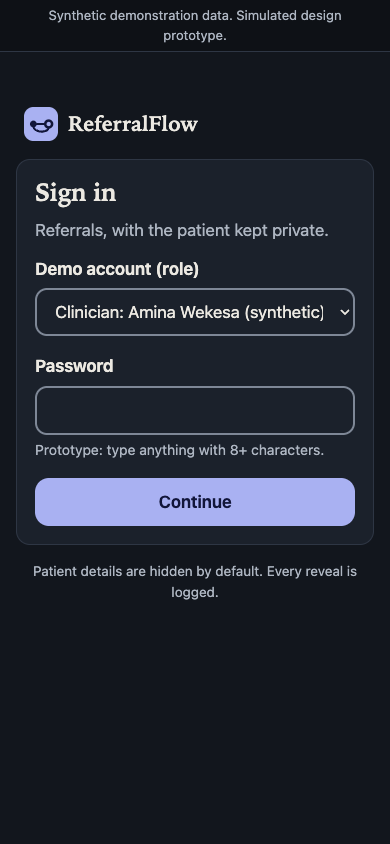 Synthetic demonstration data. Simulated design
prototype.
ReferralFlow
Sign in
Referrals, with the patient kept private.
Demo account (role)
Clinician: Amina Wekesa (synthetic)
Password
Prototype: type anything with 8+ characters.
Continue
Patient details are hidden by default. Every reveal is
logged.